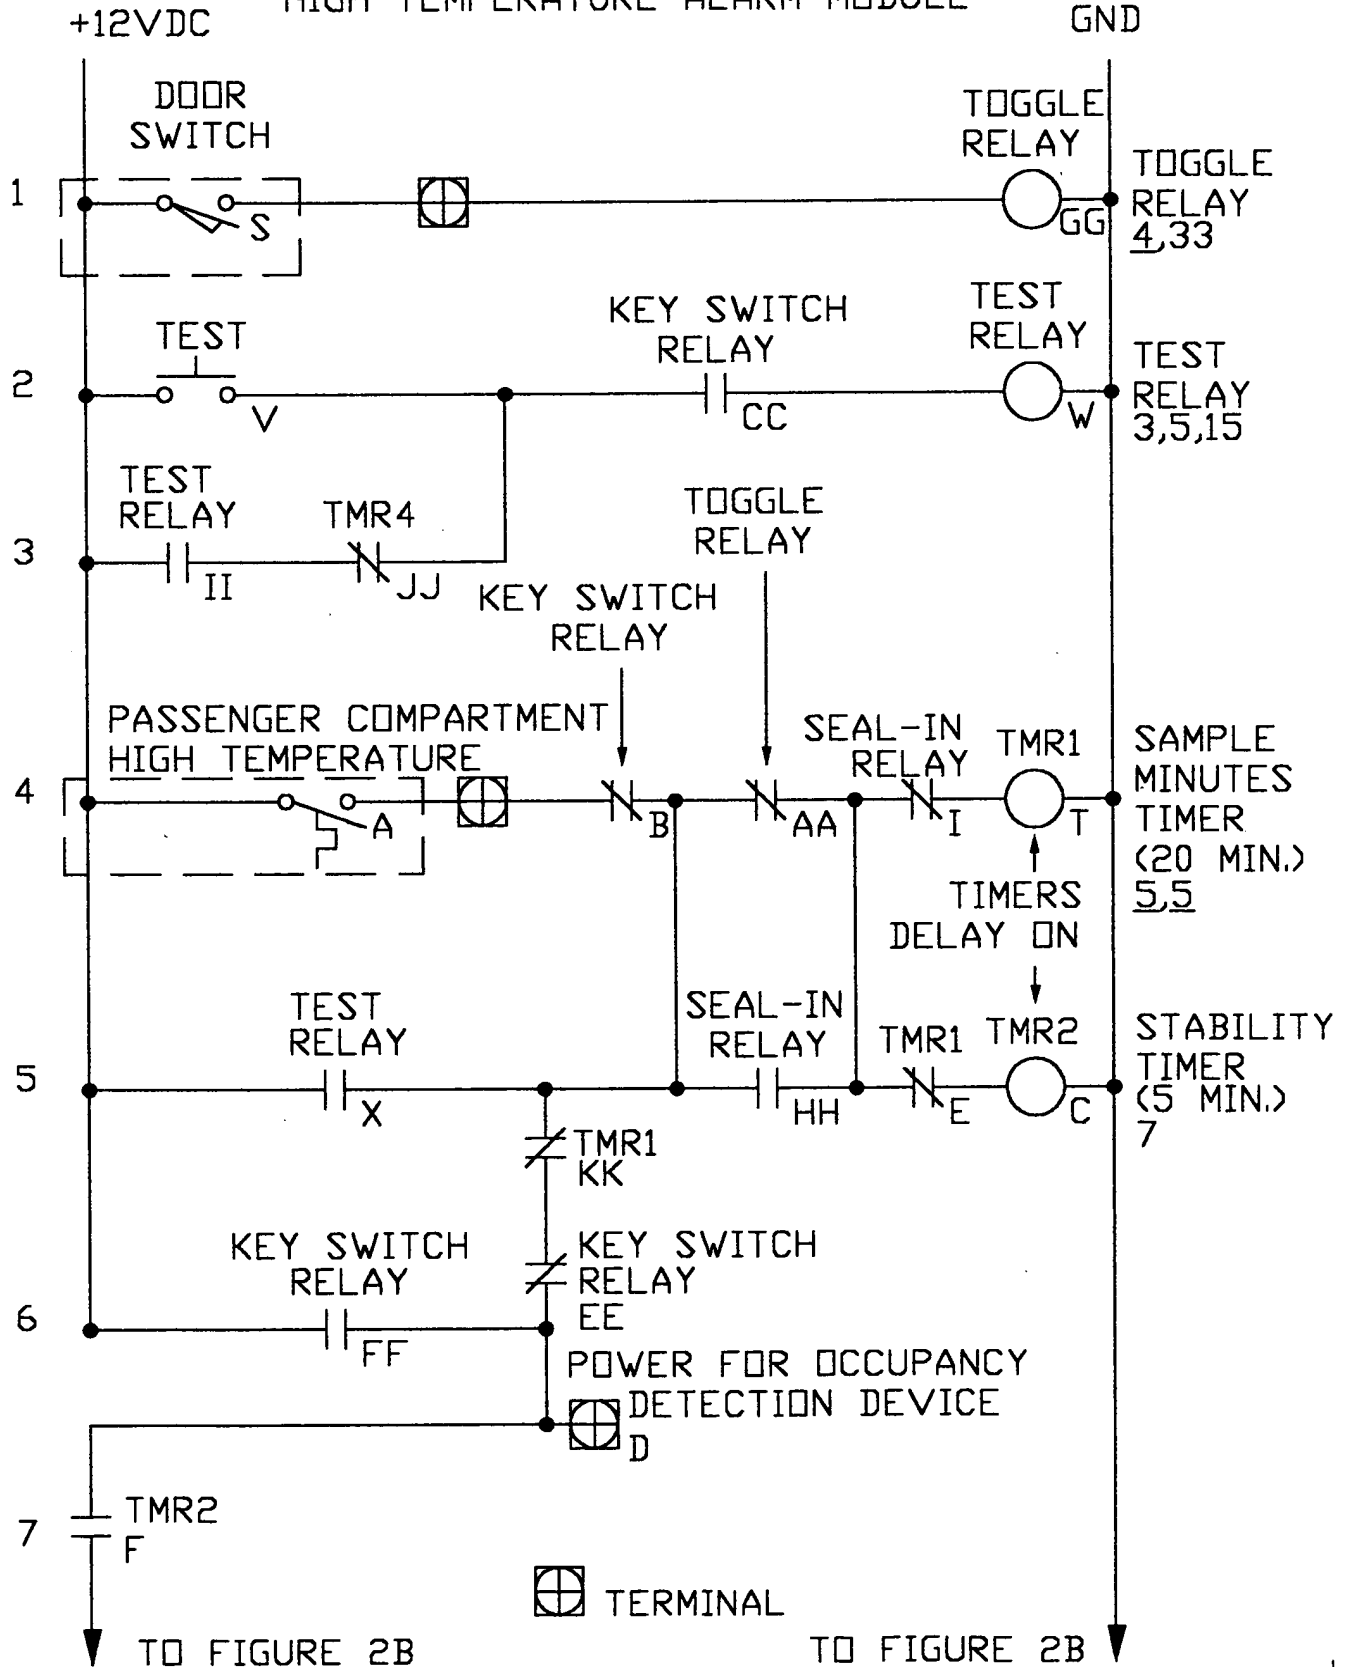 HIGH TEMPERATURE ALARM MODULE
+12VDC
GND
DOOR
SWITCH
TOGGLE
RELAY
1
S
GG
TOGGLE
RELAY
4,33
TEST
KEY SWITCH
RELAY
TEST
RELAY
2
V
CC
W
TEST
RELAY
3,5,15
TEST
RELAY
TMR4
TOGGLE
RELAY
3
II
JJ
KEY SWITCH
RELAY
PASSENGER COMPARTMENT
HIGH TEMPERATURE
SEAL-IN
RELAY
TMR1
4
A
B
AA
I
T
SAMPLE
MINUTES
TIMER
(20 MIN.)
5,5
TIMERS
DELAY ON
TEST
RELAY
SEAL-IN
RELAY
TMR1
TMR2
5
X
HH
E
C
STABILITY
TIMER
(5 MIN.)
7
TMR1
KK
KEY SWITCH
RELAY
KEY SWITCH
RELAY
EE
6
FF
POWER FOR OCCUPANCY
DETECTION DEVICE
D
7
TMR2
F
TERMINAL
TO FIGURE 2B
TO FIGURE 2B